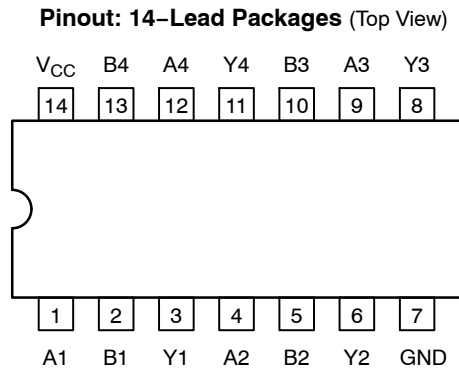 Pinout: 14–Lead Packages (Top View)
VCC B4 A4 Y4 B3 A3 Y3
14 13 12 11 10 9 8
1 2 3 4 5 6 7
A1 B1 Y1 A2 B2 Y2 GND